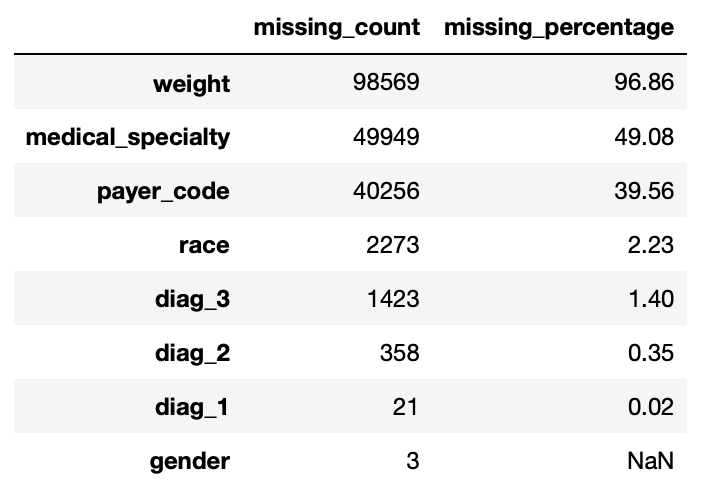 missing_count missing_percentage
weight 98569 96.86
medical_specialty 49949 49.08
payer_code 40256 39.56
race 2273 2.23
diag_3 1423 1.40
diag_2 358 0.35
diag_1 21 0.02
gender 3 NaN